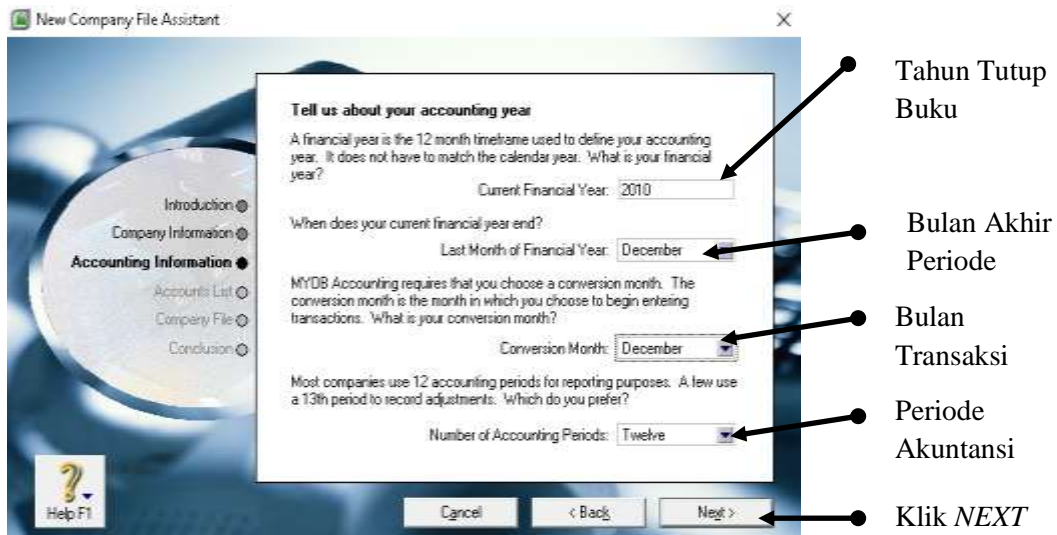 New Company File Assistant
Tell us about your accounting year
A financial year is the 12 month timeframe used to define your accounting
year. It does not have to match the calendar year. What is your financial
year?
Current Financial Year: 2010
When does your current financial year end?
Last Month of Financial Year: December
MYOB Accounting requires that you choose a conversion month. The
conversion month is the month in which you choose to begin entering
transactions. What is your conversion month?
Conversion Month: December
Most companies use 12 accounting periods for reporting purposes. A few use
a 13th period to record adjustments. Which do you prefer?
Number of Accounting Periods: Twelve
Introduction
Company Information
Accounting Information
Accounts List
Company File
Conclusion
Help F1
Cancel
< Back
Next >
Tahun Tutup
Buku
Bulan Akhir
Periode
Bulan
Transaksi
Periode
Akuntansi
Klik NEXT